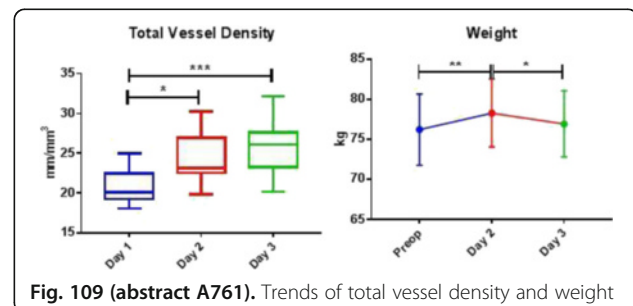 Total Vessel Density
***
*
35
30
25
20
15
mm/mm³
Day 1
Day 2
Day 3
Weight
**
*
85
80
75
70
65
kg
Preop
Day 2
Day 3
Fig. 109 (abstract A761). Trends of total vessel density and weight